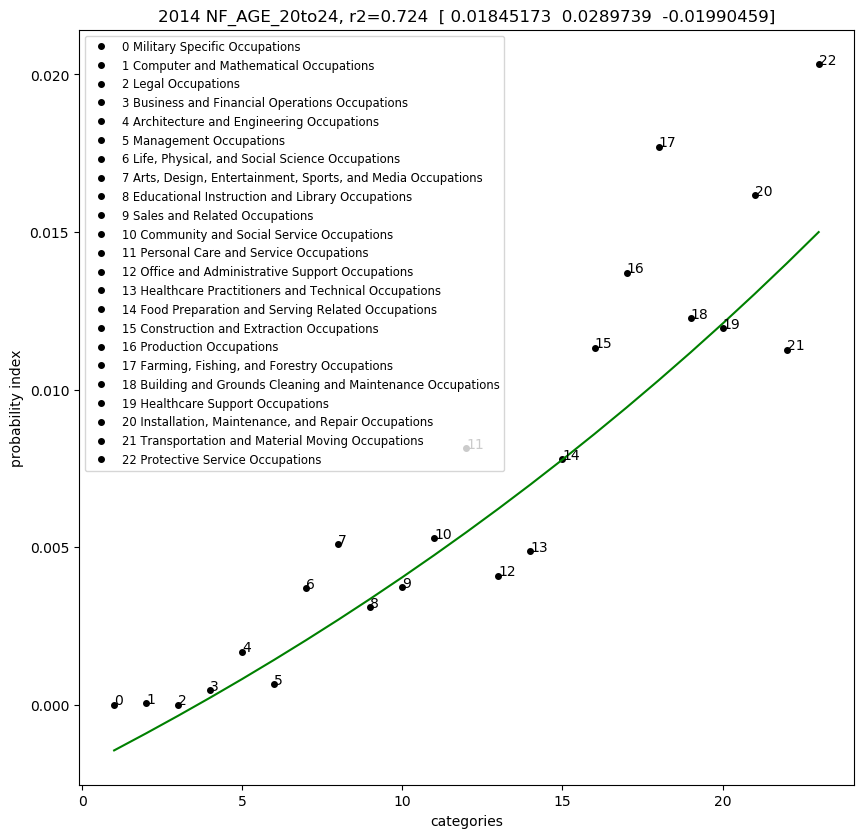 2014 NF_AGE_20to24, r2=0.724 [ 0.01845173 0.0289739 -0.01990459]
0 Military Specific Occupations
1 Computer and Mathematical Occupations
2 Legal Occupations
3 Business and Financial Operations Occupations
4 Architecture and Engineering Occupations
5 Management Occupations
6 Life, Physical, and Social Science Occupations
7 Arts, Design, Entertainment, Sports, and Media Occupations
8 Educational Instruction and Library Occupations
9 Sales and Related Occupations
10 Community and Social Service Occupations
11 Personal Care and Service Occupations
12 Office and Administrative Support Occupations
13 Healthcare Practitioners and Technical Occupations
14 Food Preparation and Serving Related Occupations
15 Construction and Extraction Occupations
16 Production Occupations
17 Farming, Fishing, and Forestry Occupations
18 Building and Grounds Cleaning and Maintenance Occupations
19 Healthcare Support Occupations
20 Installation, Maintenance, and Repair Occupations
21 Transportation and Material Moving Occupations
22 Protective Service Occupations
0.020
0.015
0.010
0.005
0.000
probability index
0
1
2
3
4
5
6
7
8
9
10
11
12
13
14
15
16
17
18
19
20
21
22
0
5
10
15
20
categories